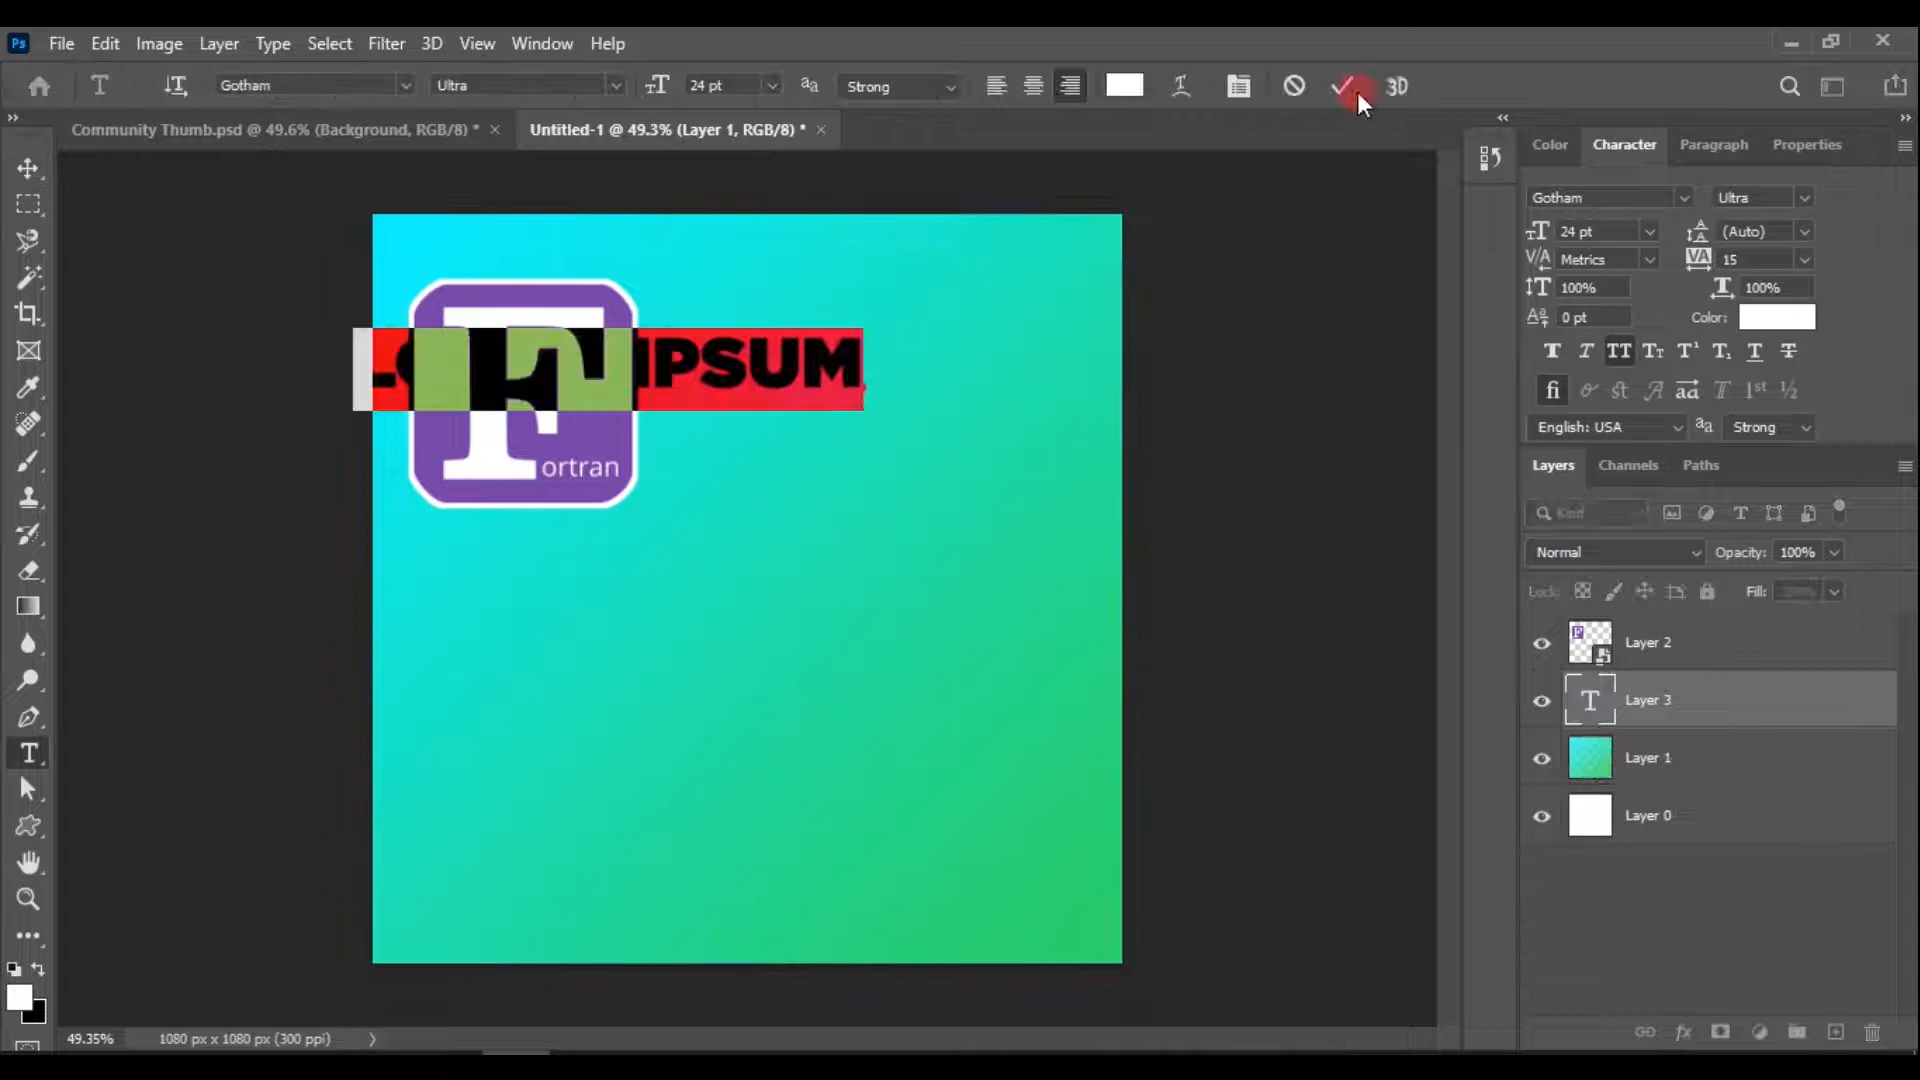 Ps File Edit Image Layer Type Select Filter 3D View Window Help
Gotham Ultra 24 pt Strong 3D
Community Thumb.psd @ 49.6% (Background, RGB/8) *
Untitled-1 @ 49.3% (Layer 1, RGB/8) *
Color Character Paragraph Properties
Gotham Ultra
24 pt (Auto)
Metrics 15
100% 100%
0 pt Color:
English: USA Strong
IPSUM
F
ortran
Layers Channels Paths
Kind
Normal Opacity: 100%
Lock: Fill:
Layer 2
Layer 3
Layer 1
Layer 0
49.35% 1080 px x 1080 px (300 ppi)